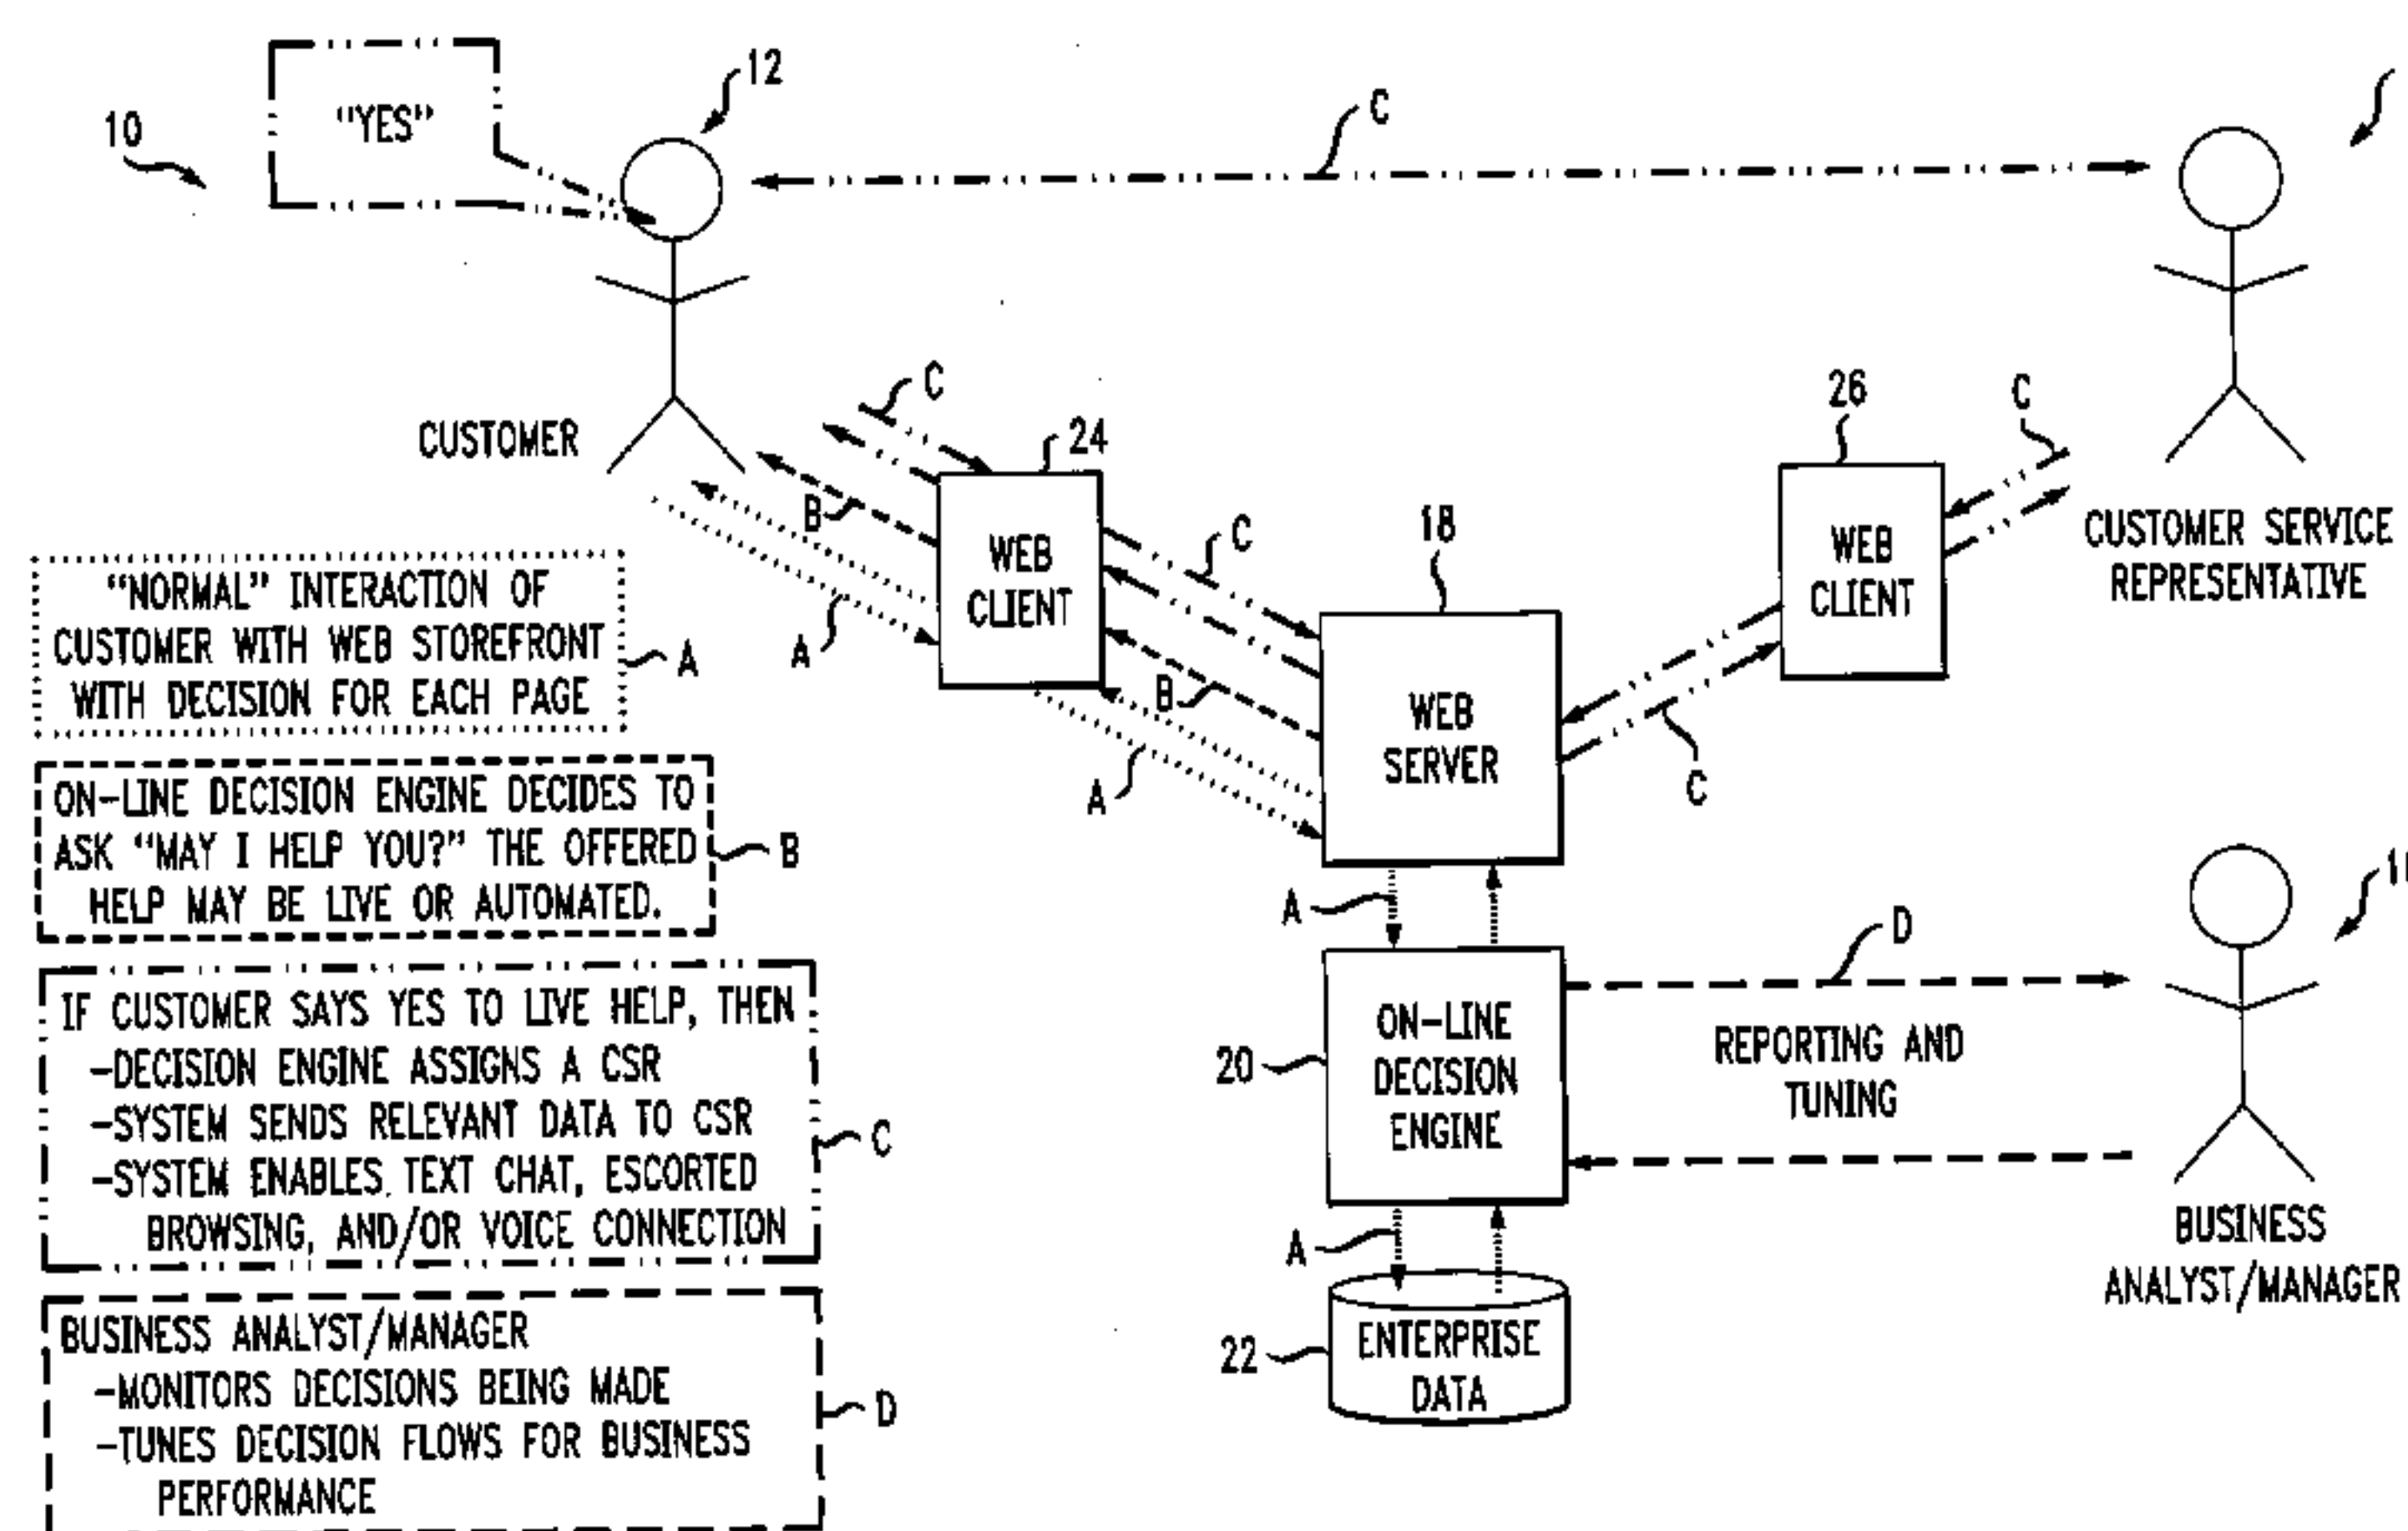 10
"YES"
12
C
CUSTOMER
C
24
26
C
B
WEB
CLIENT
C
18
WEB
CLIENT
CUSTOMER SERVICE
REPRESENTATIVE
A
B
A
WEB
SERVER
C
"NORMAL" INTERACTION OF
CUSTOMER WITH WEB STOREFRONT
WITH DECISION FOR EACH PAGE
A
ON-LINE DECISION ENGINE DECIDES TO
ASK "MAY I HELP YOU?" THE OFFERED
HELP MAY BE LIVE OR AUTOMATED.
B
IF CUSTOMER SAYS YES TO LIVE HELP, THEN
-DECISION ENGINE ASSIGNS A CSR
-SYSTEM SENDS RELEVANT DATA TO CSR
-SYSTEM ENABLES TEXT CHAT, ESCORTED
BROWSING, AND/OR VOICE CONNECTION
C
BUSINESS ANALYST/MANAGER
-MONITORS DECISIONS BEING MADE
-TUNES DECISION FLOWS FOR BUSINESS
PERFORMANCE
D
A
20
ON-LINE
DECISION
ENGINE
D
REPORTING AND
TUNING
BUSINESS
ANALYST/MANAGER
A
22
ENTERPRISE
DATA